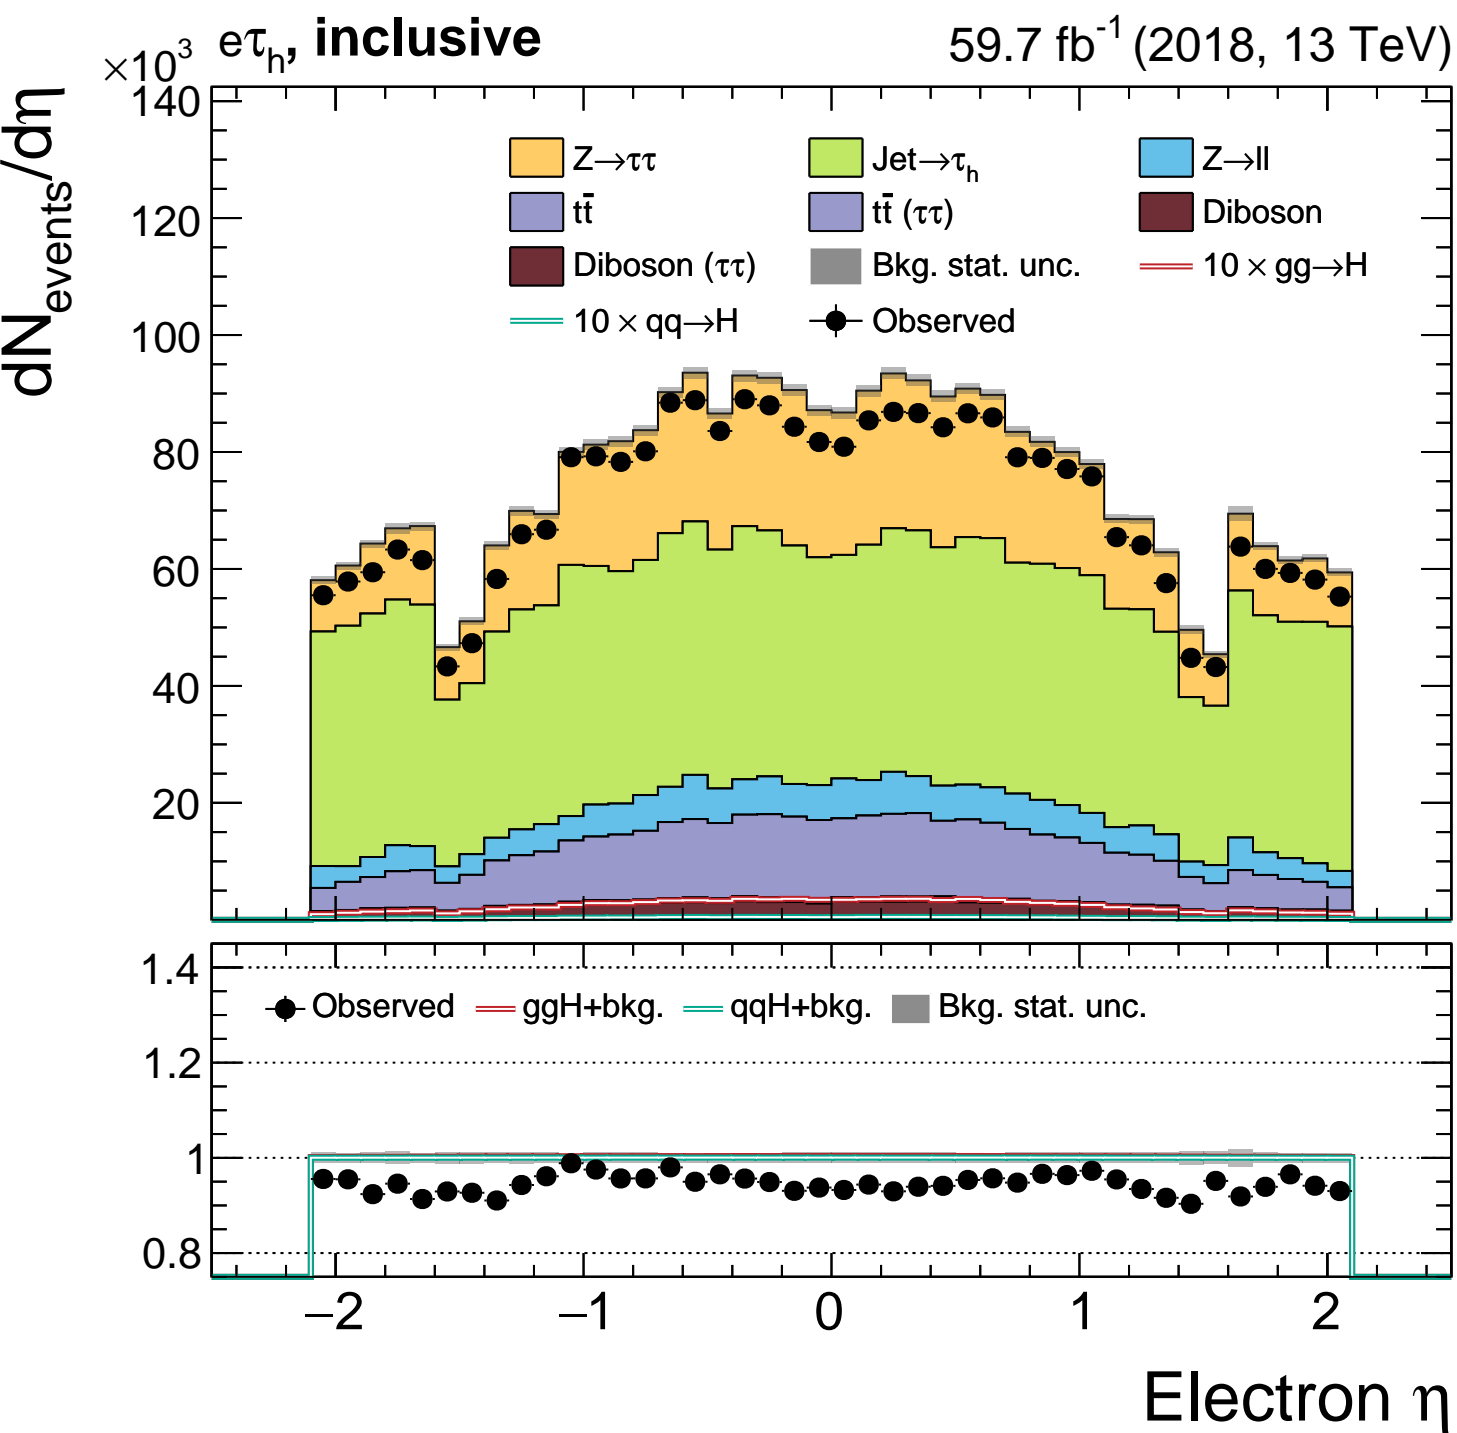 ×10³ eτₕ, inclusive 59.7 fb⁻¹ (2018, 13 TeV)
dN_events/dη
140
120
100
80
60
40
20
Z→ττ Jet→τₕ Z→ll
tt̄ tt̄ (ττ) Diboson
Diboson (ττ) Bkg. stat. unc. 10 × gg→H
10 × qq→H Observed
1.4
Observed ggH+bkg. qqH+bkg. Bkg. stat. unc.
1.2
1
0.8
−2 −1 0 1 2
Electron η